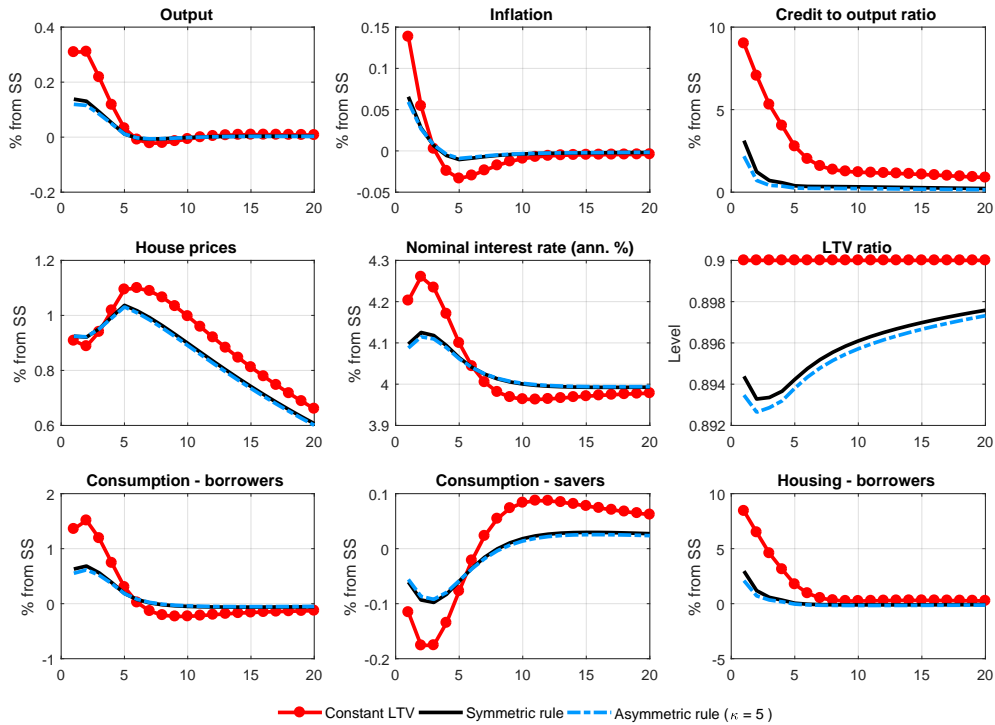 Output
% from SS
0.4
0.2
0
-0.2
0 5 10 15 20
Inflation
% from SS
0.15
0.1
0.05
0
-0.05
0 5 10 15 20
Credit to output ratio
% from SS
10
5
0
0 5 10 15 20
House prices
% from SS
1.2
1
0.8
0.6
0 5 10 15 20
Nominal interest rate (ann. %)
% from SS
4.3
4.2
4.1
4
3.9
0 5 10 15 20
LTV ratio
Level
0.9
0.898
0.896
0.894
0.892
0 5 10 15 20
Consumption - borrowers
% from SS
2
1
0
-1
0 5 10 15 20
Consumption - savers
% from SS
0.1
0
-0.1
-0.2
0 5 10 15 20
Housing - borrowers
% from SS
10
5
0
-5
0 5 10 15 20
Constant LTV Symmetric rule Asymmetric rule (κ = 5)